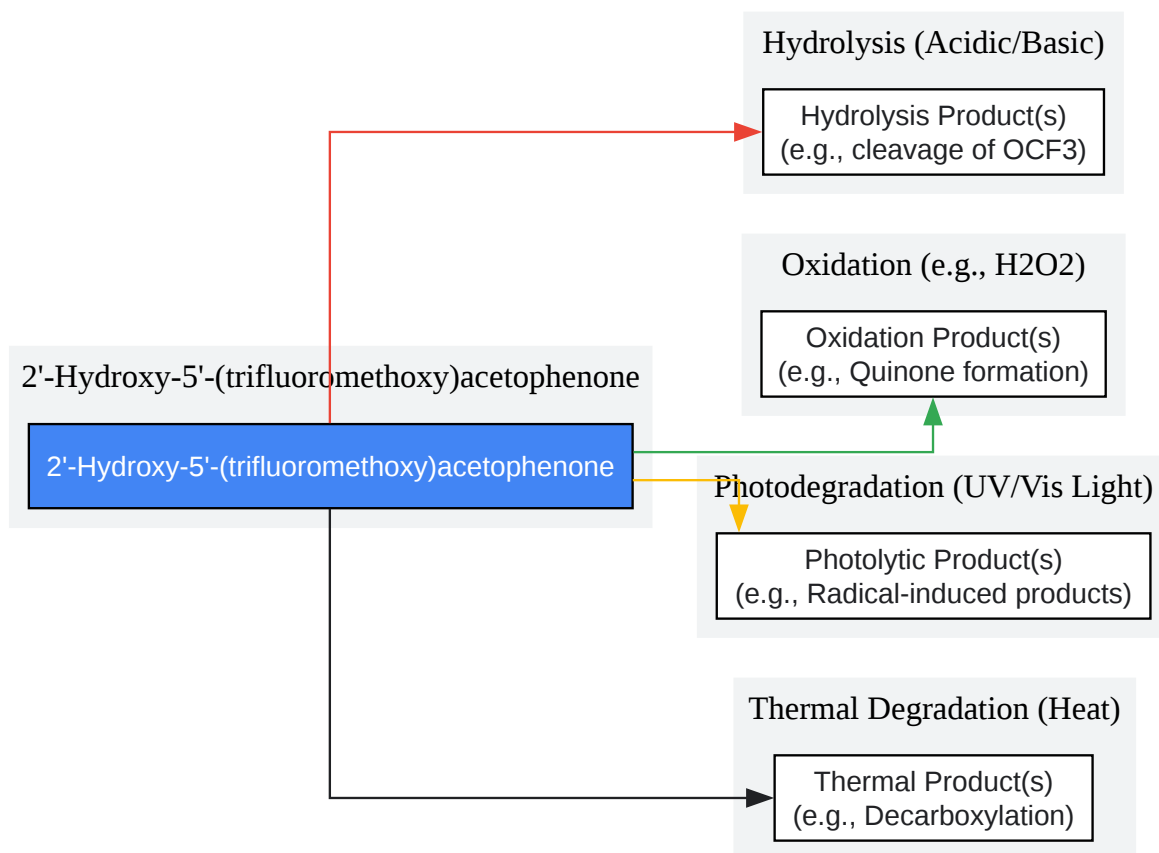 Hydrolysis (Acidic/Basic)
Hydrolysis Product(s)
(e.g., cleavage of OCF3)
Oxidation (e.g., H2O2)
Oxidation Product(s)
(e.g., Quinone formation)
2'-Hydroxy-5'-(trifluoromethoxy)acetophenone
2'-Hydroxy-5'-(trifluoromethoxy)acetophenone
Photodegradation (UV/Vis Light)
Photolytic Product(s)
(e.g., Radical-induced products)
Thermal Degradation (Heat)
Thermal Product(s)
(e.g., Decarboxylation)